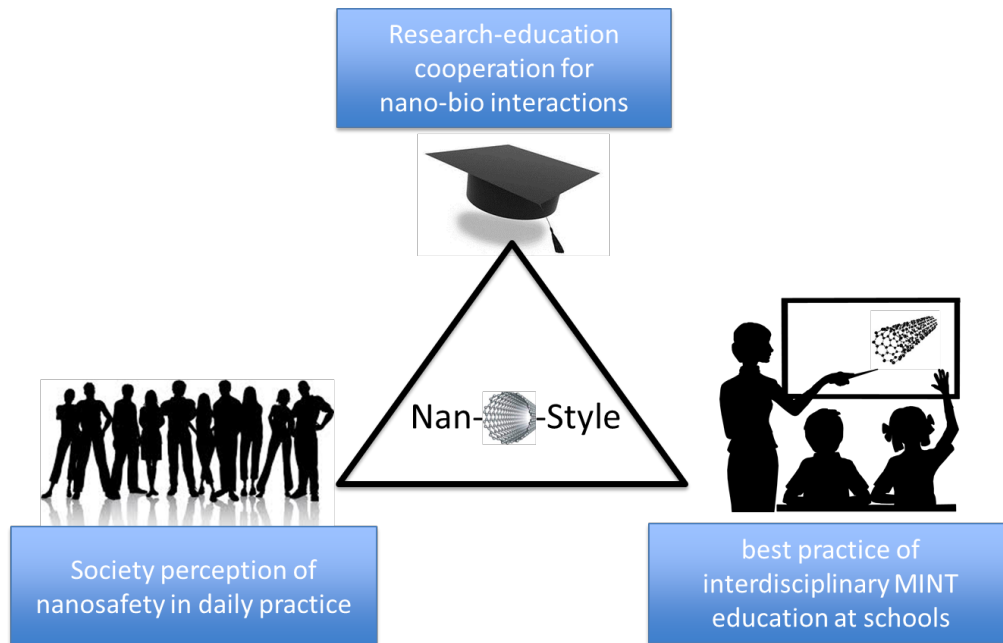 Research-education
cooperation for
nano-bio interactions
Nan- -Style
Society perception of
nanosafety in daily practice
best practice of
interdisciplinary MINT
education at schools